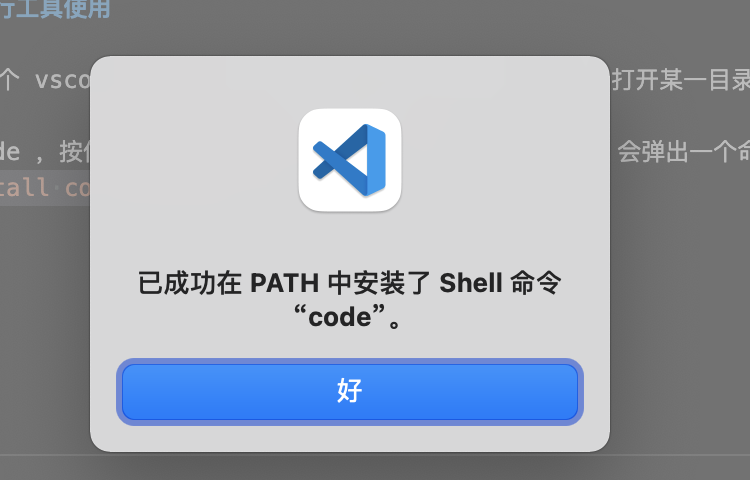 行工具使用
个 vsco
打开某一目录
de ，按
会弹出一个命
tall co
已成功在 PATH 中安装了 Shell 命令
“code”。
好